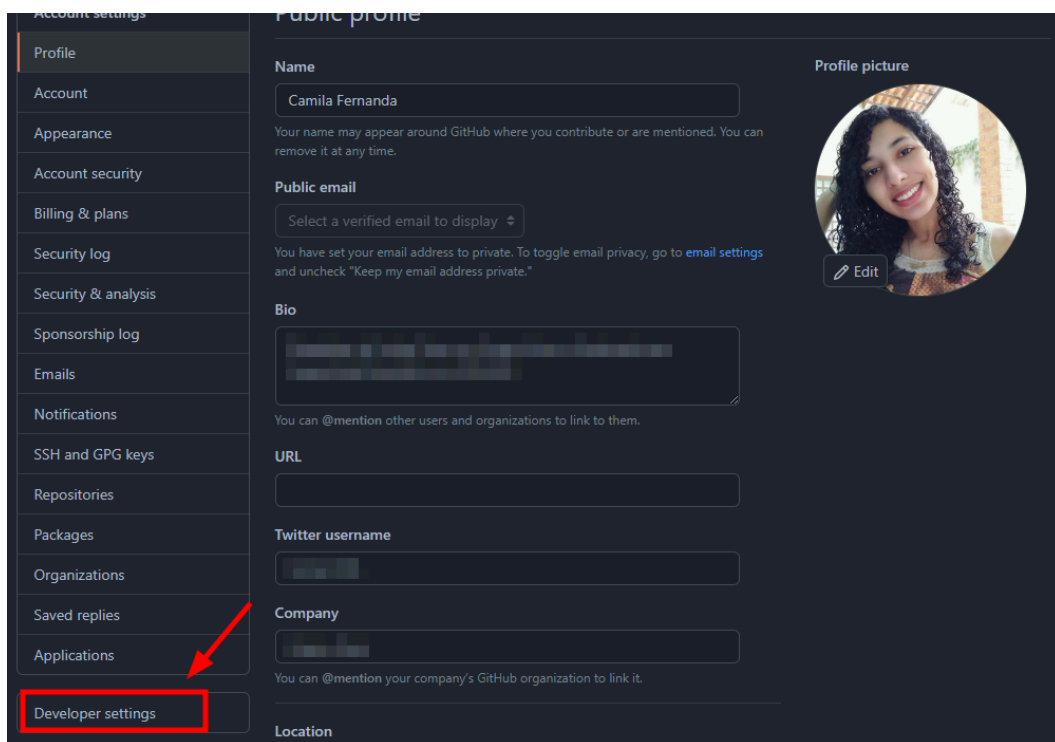 Account settings
Profile
Account
Appearance
Account security
Billing & plans
Security log
Security & analysis
Sponsorship log
Emails
Notifications
SSH and GPG keys
Repositories
Packages
Organizations
Saved replies
Applications
Developer settings
Public profile
Name
Camila Fernanda
Your name may appear around GitHub where you contribute or are mentioned. You can
remove it at any time.
Public email
Select a verified email to display
You have set your email address to private. To toggle email privacy, go to email settings
and uncheck "Keep my email address private."
Bio
You can @mention other users and organizations to link to them.
URL
Twitter username
Company
You can @mention your company's GitHub organization to link it.
Location
Profile picture
Edit